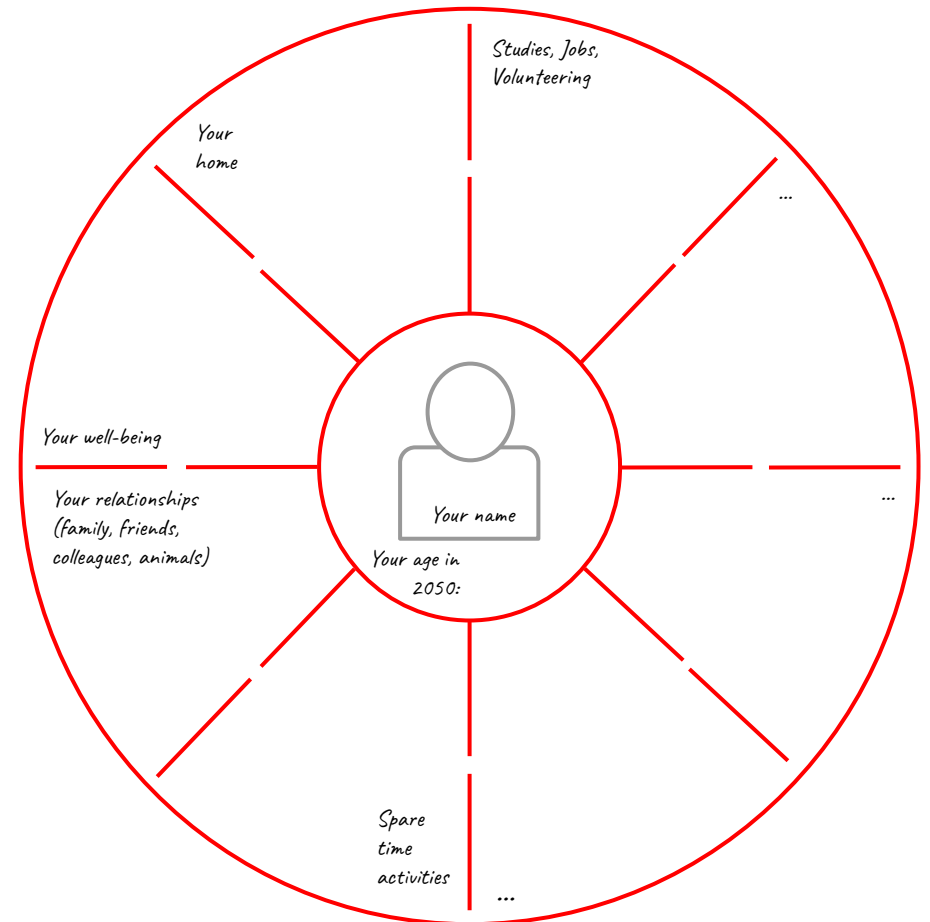 Studies, Jobs,
Volunteering
Your
home
...
Your well-being
Your relationships
(family, friends,
colleagues, animals)
...
Your name
Your age in
2050:
Spare
time
activities
...